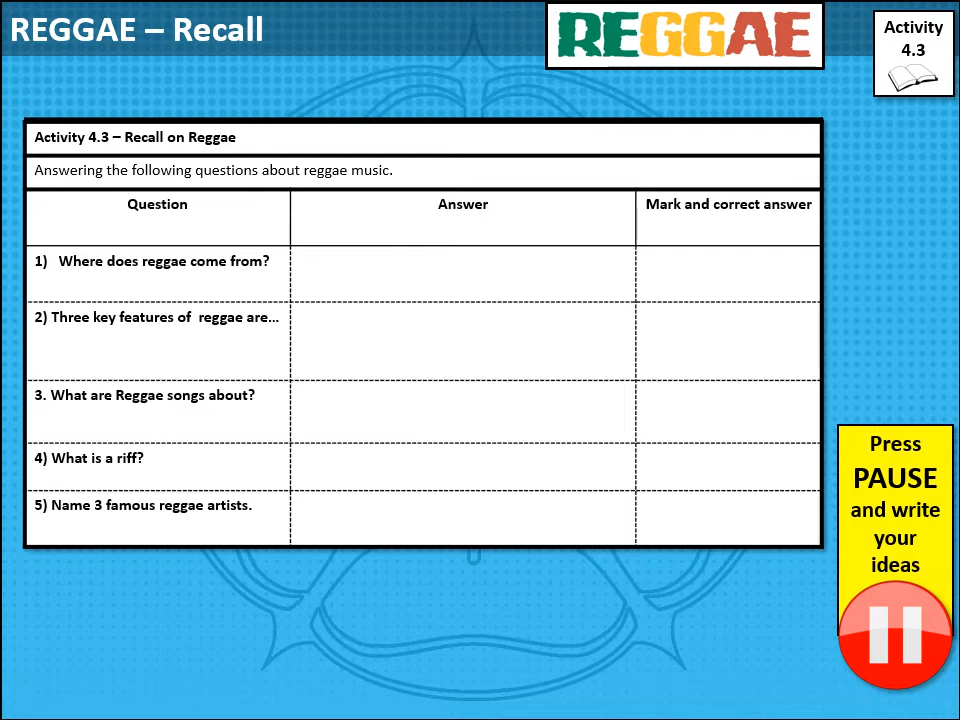 REGGAE – Recall
REGGAE
Activity
4.3
Activity 4.3 – Recall on Reggae
Answering the following questions about reggae music.
Question
Answer
Mark and correct answer
1) Where does reggae come from?
2) Three key features of reggae are...
3. What are Reggae songs about?
4) What is a riff?
5) Name 3 famous reggae artists.
Press
PAUSE
and write
your
ideas